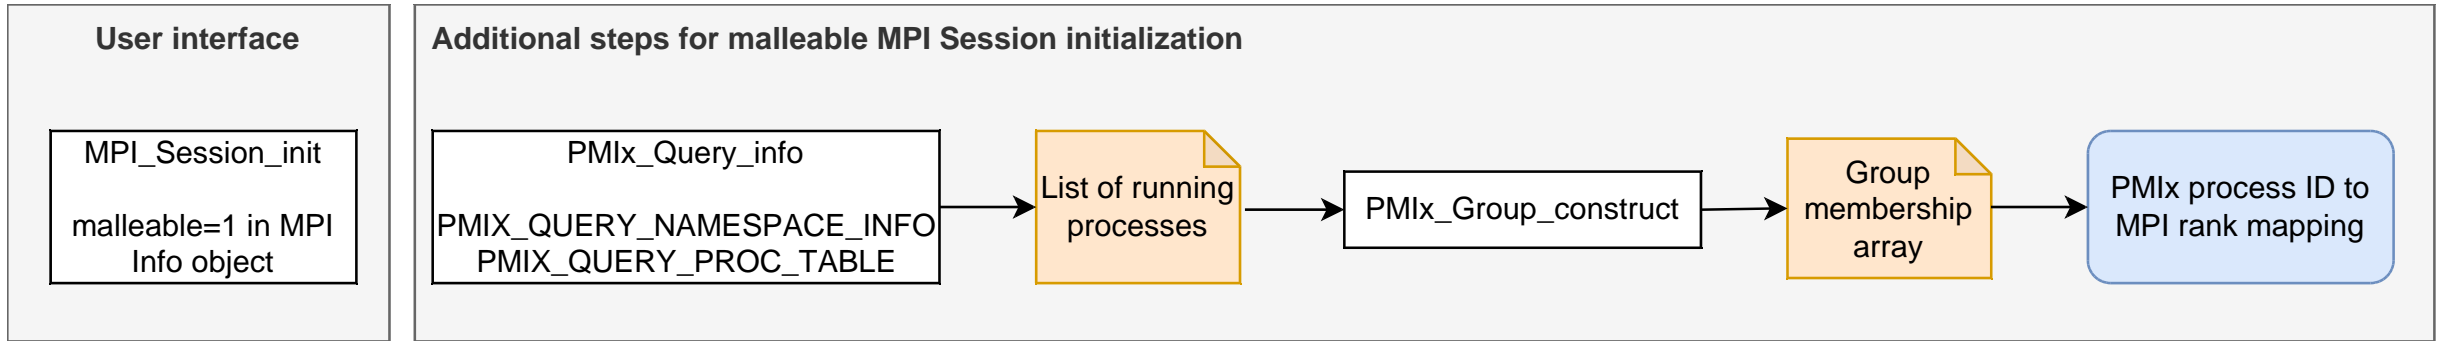 User interface
MPI_Session_init
malleable=1 in MPI
Info object
Additional steps for malleable MPI Session initialization
PMIx_Query_info
PMIX_QUERY_NAMESPACE_INFO
PMIX_QUERY_PROC_TABLE
List of running
processes
PMIx_Group_construct
Group
membership
array
PMIx process ID to
MPI rank mapping